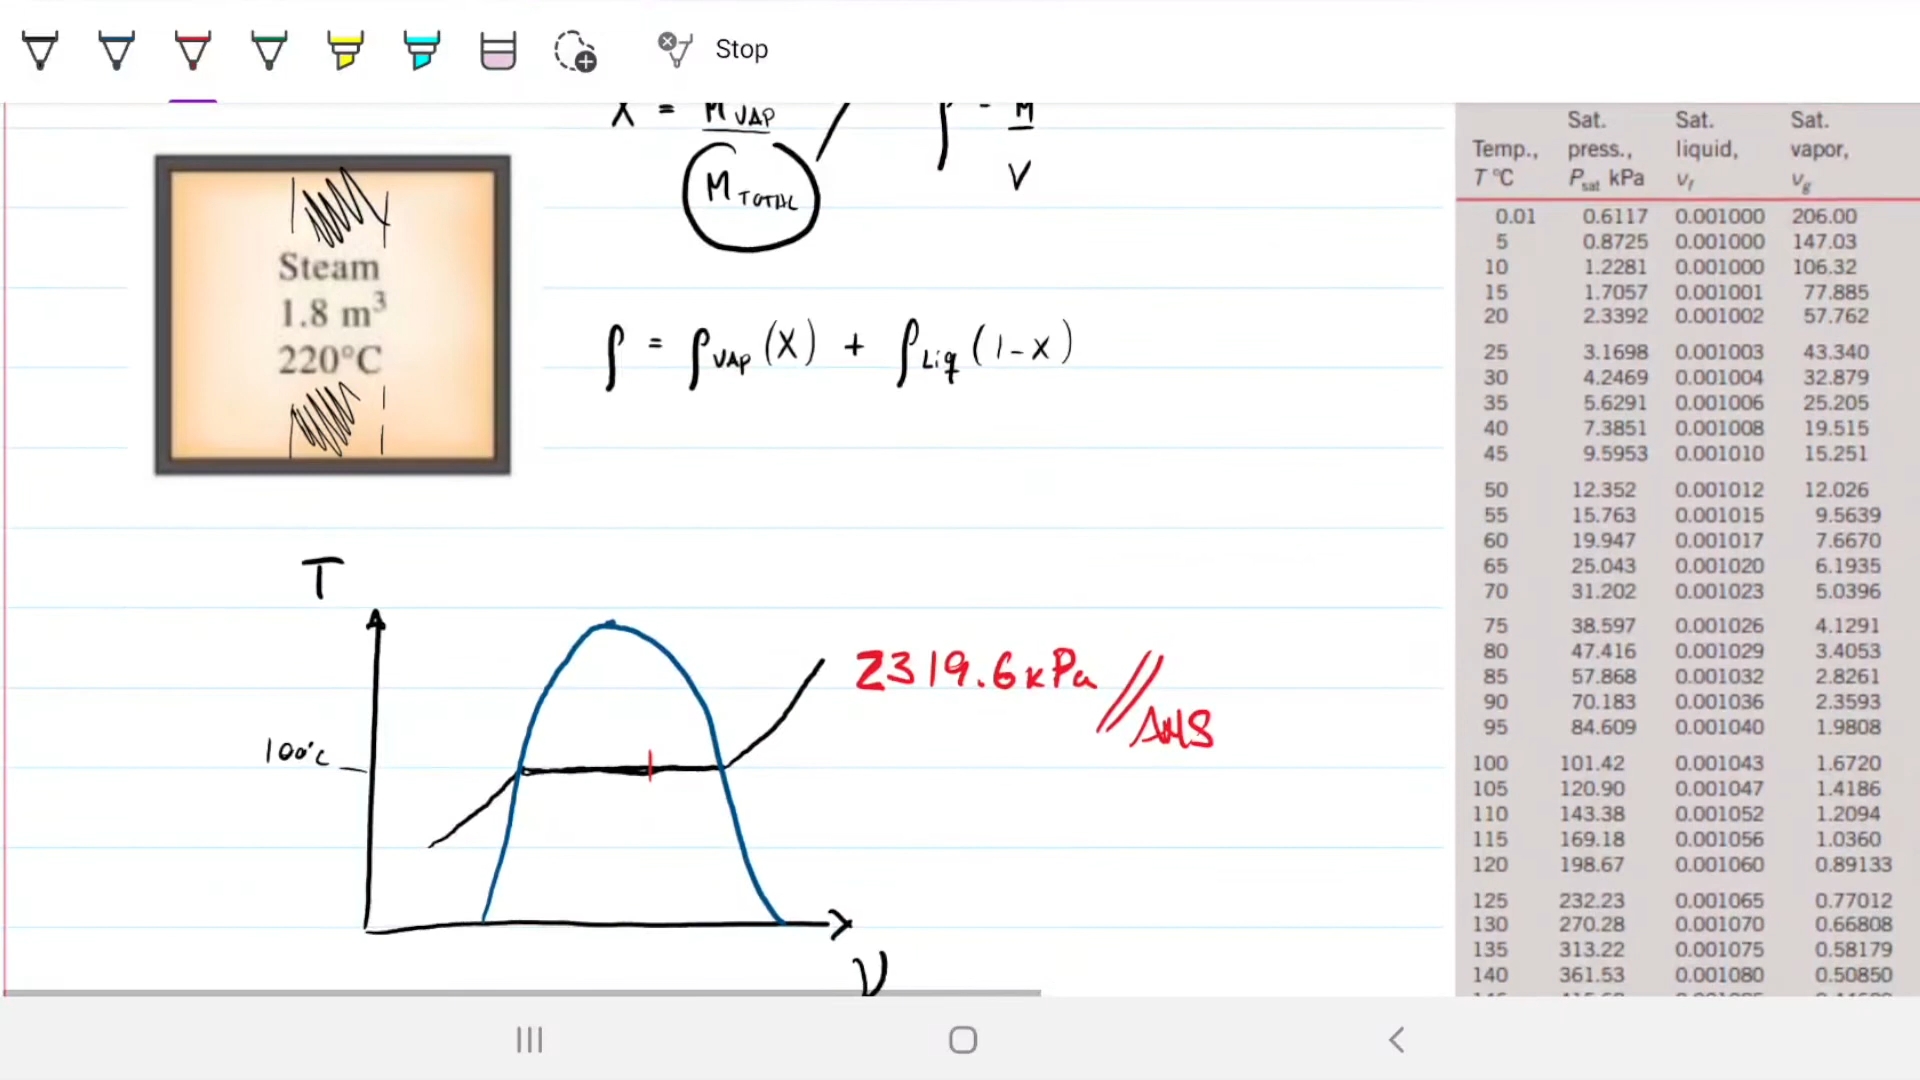 Stop
X = M VAP
M TOTAL
ρ = M
V
Steam
1.8 m³
220°C
ρ = ρVAP (X) + ρLiq (1-X)
T
100°C
2319.6 kPa // ANS
V
Sat. Sat. Sat.
Temp., press., liquid, vapor,
T °C Psat kPa vf vg
0.01 0.6117 0.001000 206.00
5 0.8725 0.001000 147.03
10 1.2281 0.001000 106.32
15 1.7057 0.001001 77.885
20 2.3392 0.001002 57.762
25 3.1698 0.001003 43.340
30 4.2469 0.001004 32.879
35 5.6291 0.001006 25.205
40 7.3851 0.001008 19.515
45 9.5953 0.001010 15.251
50 12.352 0.001012 12.026
55 15.763 0.001015 9.5639
60 19.947 0.001017 7.6670
65 25.043 0.001020 6.1935
70 31.202 0.001023 5.0396
75 38.597 0.001026 4.1291
80 47.416 0.001029 3.4053
85 57.868 0.001032 2.8261
90 70.183 0.001036 2.3593
95 84.609 0.001040 1.9808
100 101.42 0.001043 1.6720
105 120.90 0.001047 1.4186
110 143.38 0.001052 1.2094
115 169.18 0.001056 1.0360
120 198.67 0.001060 0.89133
125 232.23 0.001065 0.77012
130 270.28 0.001070 0.66808
135 313.22 0.001075 0.58179
140 361.53 0.001080 0.50850